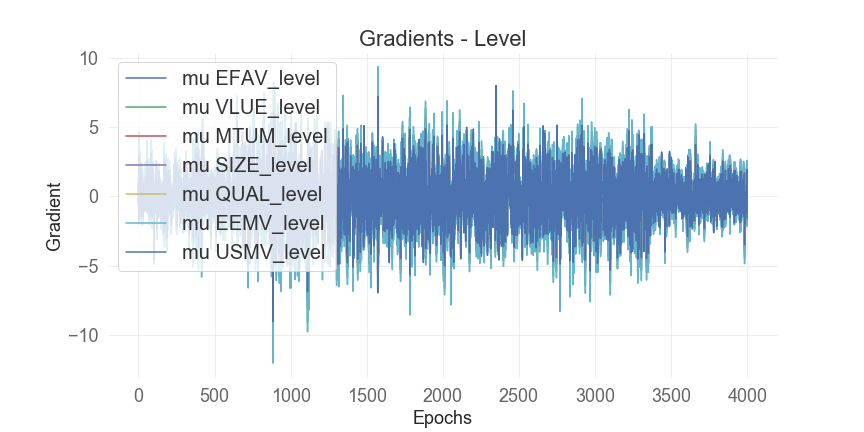 Gradients - Level
10
5
0
−5
−10
Gradient
mu EFAV_level
mu VLUE_level
mu MTUM_level
mu SIZE_level
mu QUAL_level
mu EEMV_level
mu USMV_level
0 500 1000 1500 2000 2500 3000 3500 4000
Epochs